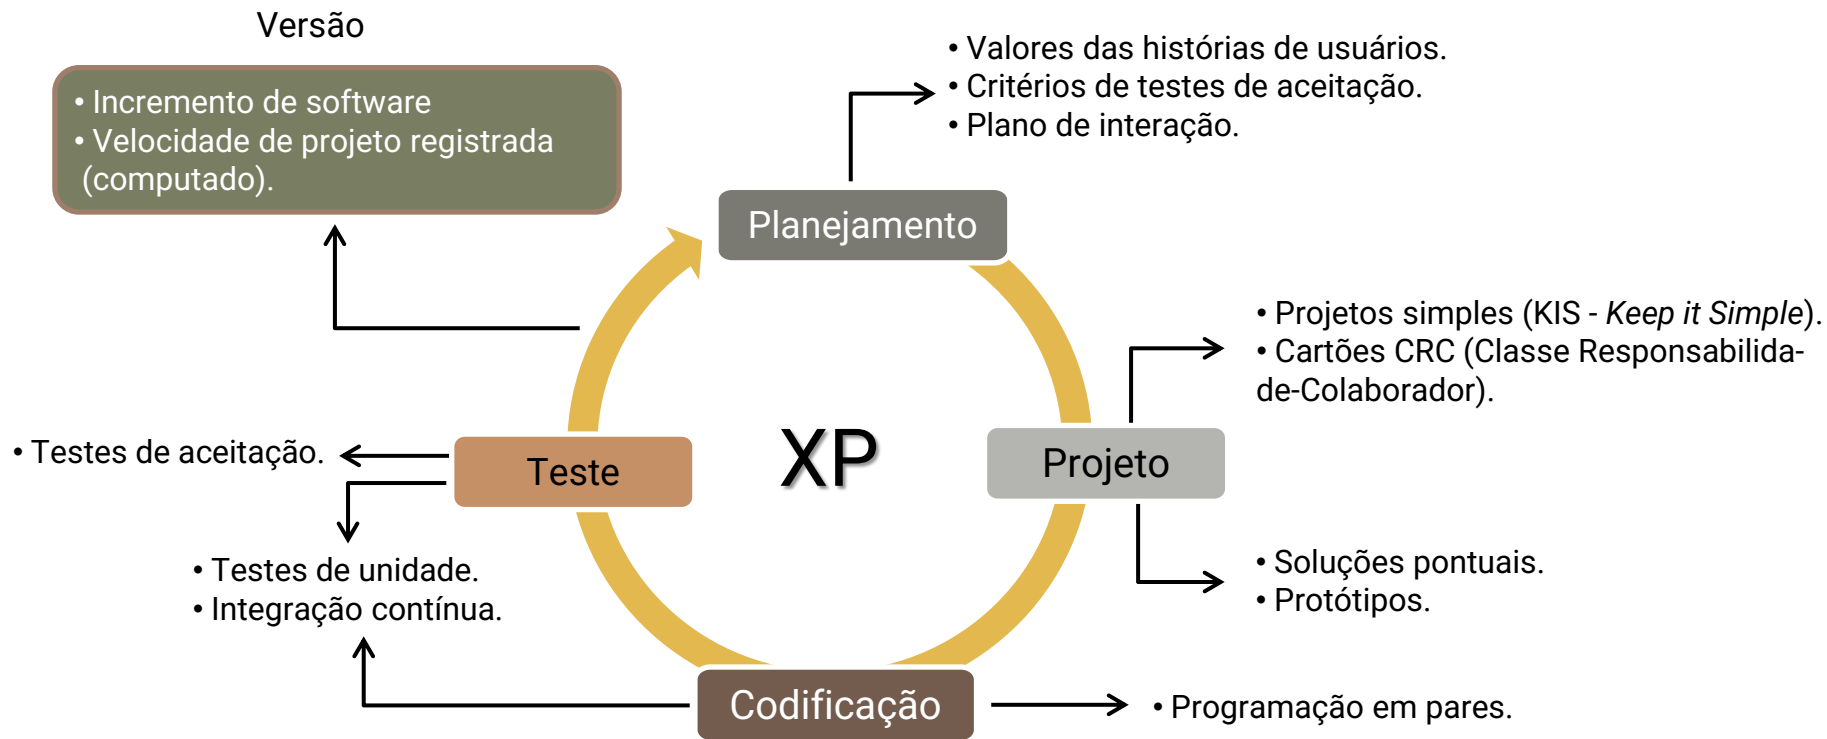 Versão
• Incremento de software
• Velocidade de projeto registrada
(computado).
• Valores das histórias de usuários.
• Critérios de testes de aceitação.
• Plano de interação.
Planejamento
• Projetos simples (KIS - Keep it Simple).
• Cartões CRC (Classe Responsabilida-
de-Colaborador).
XP
Projeto
• Testes de aceitação.
Teste
• Testes de unidade.
• Integração contínua.
• Soluções pontuais.
• Protótipos.
Codificação
• Programação em pares.